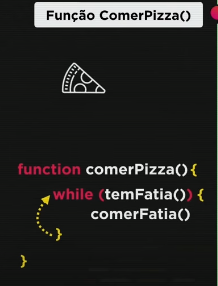 Função ComerPizza()
function comerPizza() {
while (temFatia()) {
comerFatia()
}
}